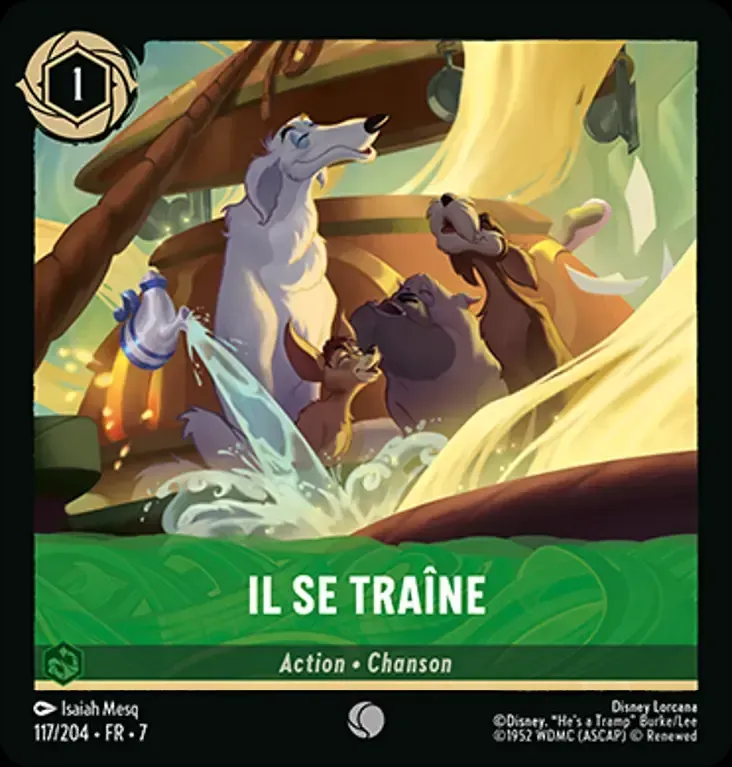 1
IL SE TRAÎNE
Action • Chanson
Isaiah Mesq
117/204 • FR • 7
Disney Lorcana
©Disney. "He's a Tramp" Burke/Lee
©1952 WDMC (ASCAP) © Renewed